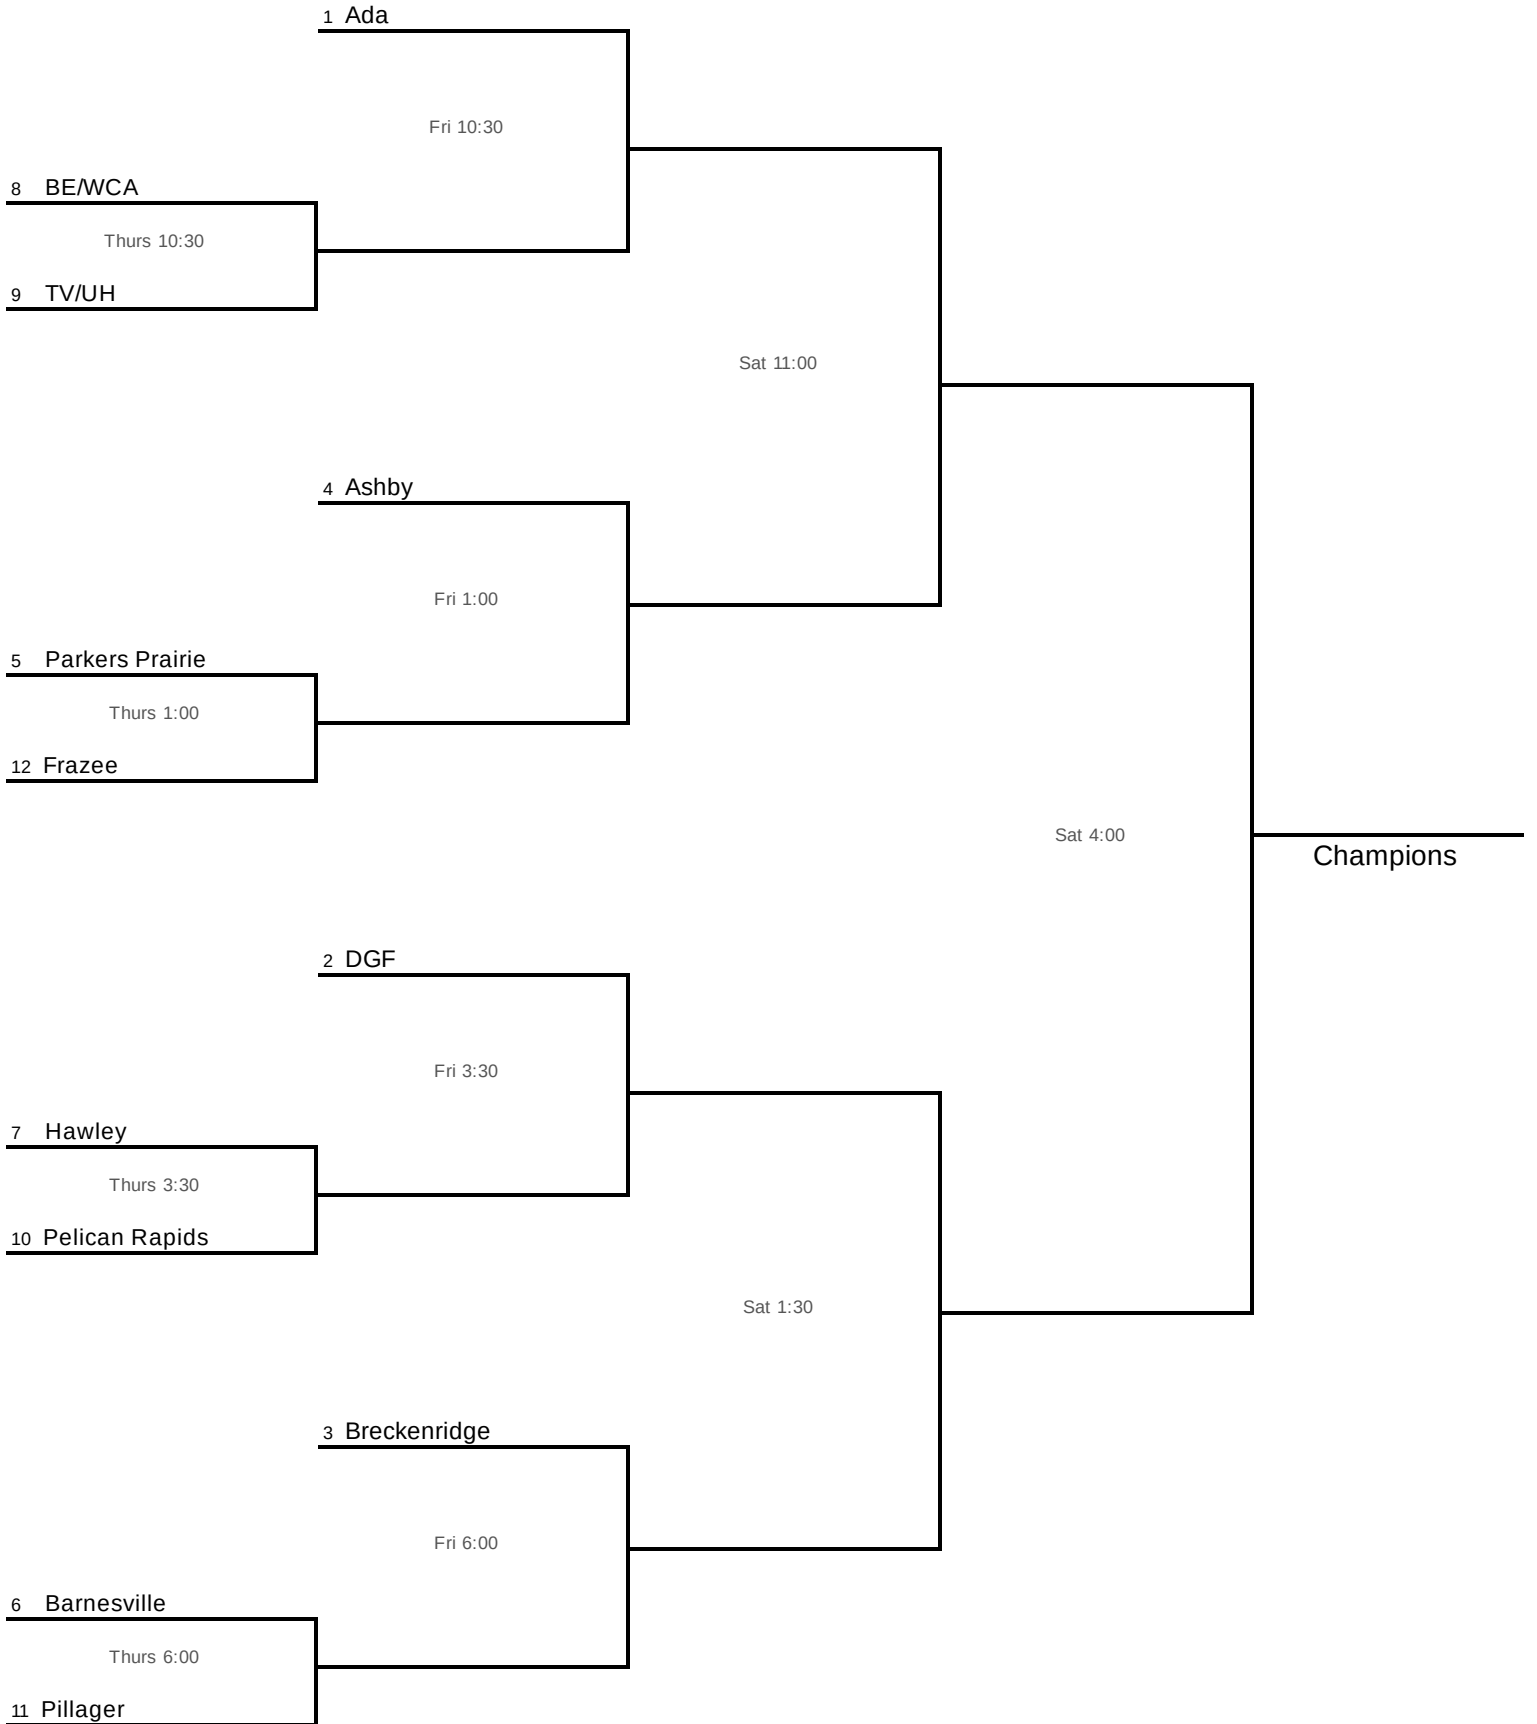 1 Ada
Fri 10:30
8 BE/WCA
Thurs 10:30
9 TV/UH
Sat 11:00
4 Ashby
Fri 1:00
5 Parkers Prairie
Thurs 1:00
12 Frazee
Sat 4:00
Champions
2 DGF
Fri 3:30
7 Hawley
Thurs 3:30
10 Pelican Rapids
Sat 1:30
3 Breckenridge
Fri 6:00
6 Barnesville
Thurs 6:00
11 Pillager